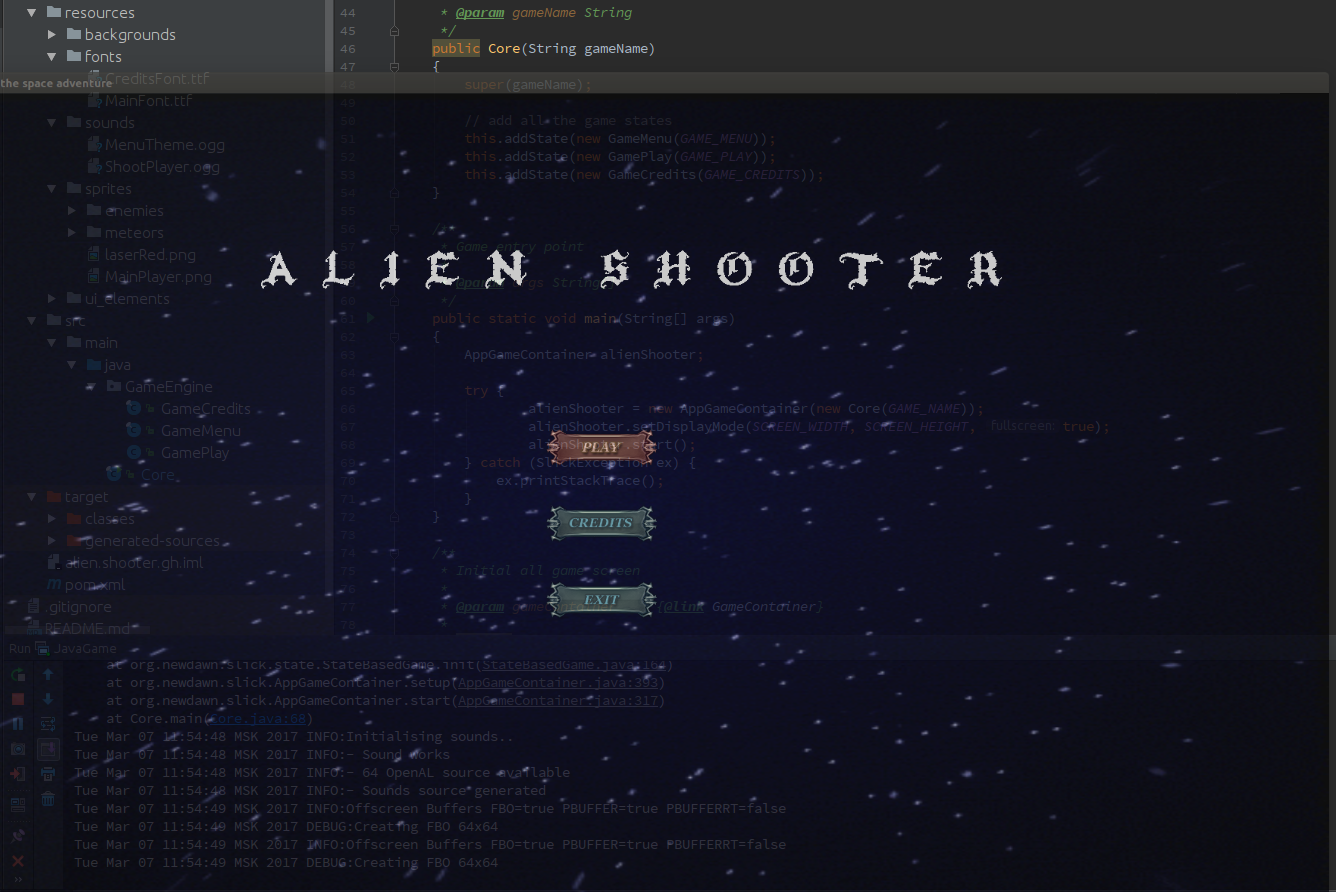 resources
backgrounds
fonts
CreditsFont.ttf
the space adventure
MainFont.ttf
sounds
MenuTheme.ogg
ShootPlayer.ogg
sprites
enemies
meteors
laserRed.png
MainPlayer.png
ui_elements
src
main
java
GameEngine
GameCredits
GameMenu
GamePlay
Core
target
classes
generated-sources
alien.shooter.gh.iml
pom.xml
.gitignore
README.md
44 * @param gameName String
45 */
46 public Core(String gameName)
47 {
48 super(gameName);
49
50 // add all the game states
51 this.addState(new GameMenu(GAME_MENU));
52 this.addState(new GamePlay(GAME_PLAY));
53 this.addState(new GameCredits(GAME_CREDITS));
54 }
55
56 /**
57 * Game entry point
ALIEN SHOOTER
* @param args String
60 */
61 public static void main(String[] args)
62 {
63 AppGameContainer alienShooter;
64
65 try {
66 alienShooter = new AppGameContainer(new Core(GAME_NAME));
67 alienShooter.setDisplayMode(SCREEN_WIDTH, SCREEN_HEIGHT, fullscreen: true);
68 alienShooter.start();
PLAY
69 } catch (SlickException ex) {
70 ex.printStackTrace();
71 }
72 }
CREDITS
73
74 /**
75 * Initial all game screen
76 *
EXIT
77 * @param {@link GameContainer}
78
Run JavaGame
at org.newdawn.slick.state.StateBasedGame.init(StateBasedGame.java:164)
at org.newdawn.slick.AppGameContainer.setup(AppGameContainer.java:393)
at org.newdawn.slick.AppGameContainer.start(AppGameContainer.java:317)
at Core.main(Core.java:68)
Tue Mar 07 11:54:48 MSK 2017 INFO:Initialising sounds..
Tue Mar 07 11:54:48 MSK 2017 INFO:- Sound works
Tue Mar 07 11:54:48 MSK 2017 INFO:- 64 OpenAL source available
Tue Mar 07 11:54:48 MSK 2017 INFO:- Sounds source generated
Tue Mar 07 11:54:49 MSK 2017 INFO:Offscreen Buffers FBO=true PBUFFER=true PBUFFERRT=false
Tue Mar 07 11:54:49 MSK 2017 DEBUG:Creating FBO 64x64
Tue Mar 07 11:54:49 MSK 2017 INFO:Offscreen Buffers FBO=true PBUFFER=true PBUFFERRT=false
Tue Mar 07 11:54:49 MSK 2017 DEBUG:Creating FBO 64x64